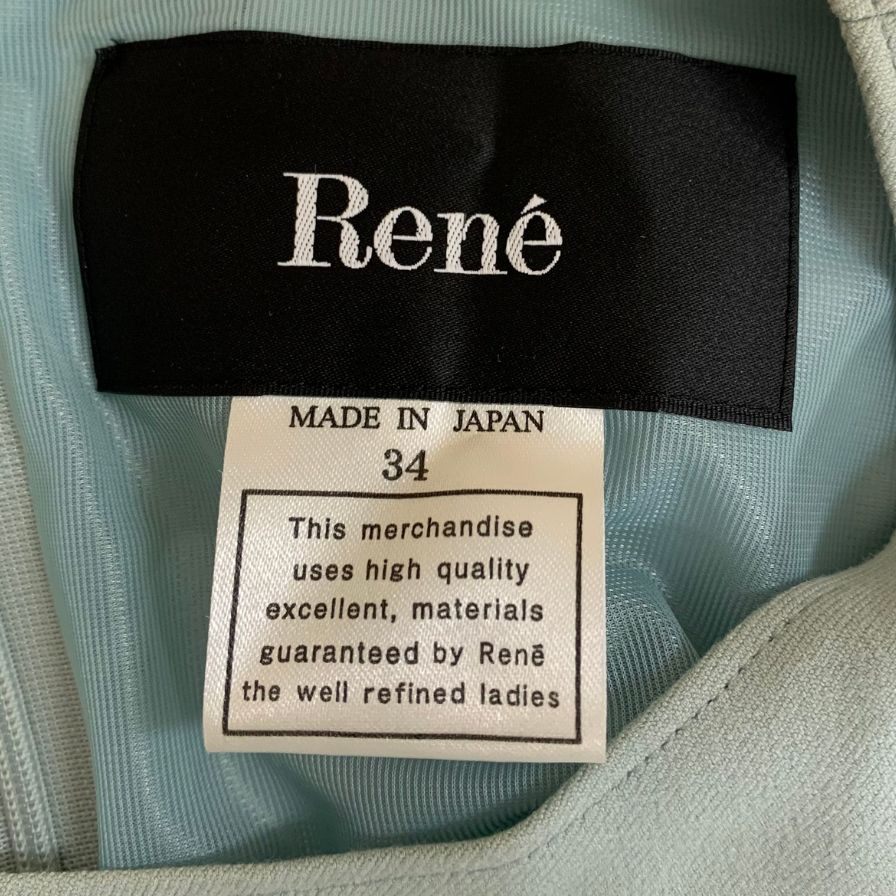 René
MADE IN JAPAN
34
This merchandise
uses high quality
excellent, materials
guaranteed by Renē
the well refined ladies